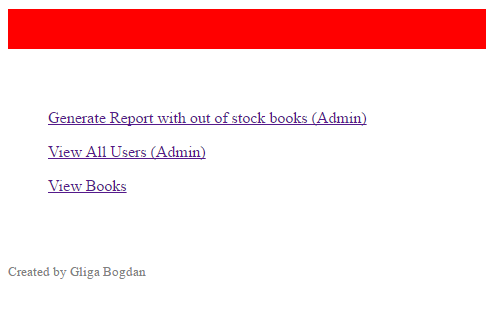 Generate Report with out of stock books (Admin)
View All Users (Admin)
View Books
Created by Gliga Bogdan